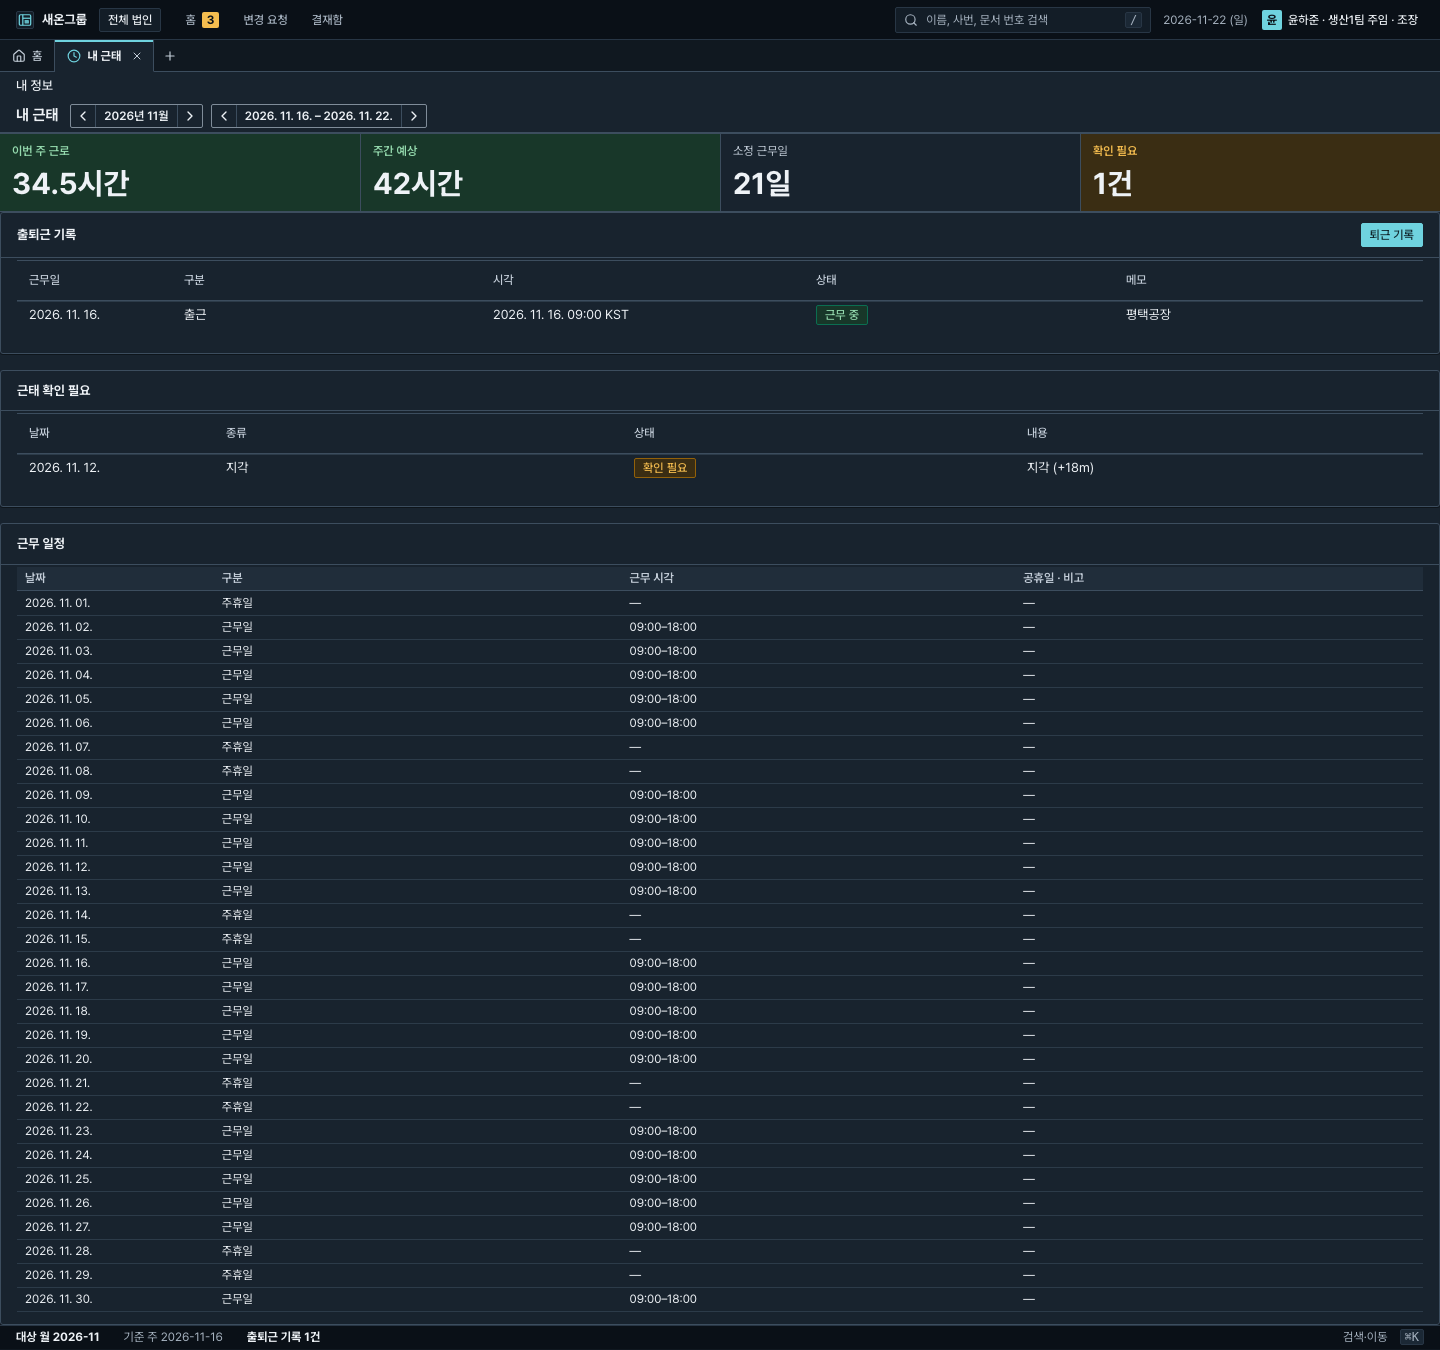 새온그룹 전체 법인 홈 3 변경 요청 결재함 이름, 사번, 문서 번호 검색 / 2026-11-22 (일) 윤 윤하준 · 생산1팀 주임 · 조장
홈 내 근태
내 정보
내 근태 2026년 11월 2026. 11. 16. – 2026. 11. 22.
이번 주 근로 주간 예상 소정 근무일 확인 필요
34.5시간 42시간 21일 1건
출퇴근 기록 퇴근 기록
근무일 구분 시각 상태 메모
2026. 11. 16. 출근 2026. 11. 16. 09:00 KST 근무 중 평택공장
근태 확인 필요
날짜 종류 상태 내용
2026. 11. 12. 지각 확인 필요 지각 (+18m)
근무 일정
날짜 구분 근무 시각 공휴일 · 비고
2026. 11. 01. 주휴일 — —
2026. 11. 02. 근무일 09:00–18:00 —
2026. 11. 03. 근무일 09:00–18:00 —
2026. 11. 04. 근무일 09:00–18:00 —
2026. 11. 05. 근무일 09:00–18:00 —
2026. 11. 06. 근무일 09:00–18:00 —
2026. 11. 07. 주휴일 — —
2026. 11. 08. 주휴일 — —
2026. 11. 09. 근무일 09:00–18:00 —
2026. 11. 10. 근무일 09:00–18:00 —
2026. 11. 11. 근무일 09:00–18:00 —
2026. 11. 12. 근무일 09:00–18:00 —
2026. 11. 13. 근무일 09:00–18:00 —
2026. 11. 14. 주휴일 — —
2026. 11. 15. 주휴일 — —
2026. 11. 16. 근무일 09:00–18:00 —
2026. 11. 17. 근무일 09:00–18:00 —
2026. 11. 18. 근무일 09:00–18:00 —
2026. 11. 19. 근무일 09:00–18:00 —
2026. 11. 20. 근무일 09:00–18:00 —
2026. 11. 21. 주휴일 — —
2026. 11. 22. 주휴일 — —
2026. 11. 23. 근무일 09:00–18:00 —
2026. 11. 24. 근무일 09:00–18:00 —
2026. 11. 25. 근무일 09:00–18:00 —
2026. 11. 26. 근무일 09:00–18:00 —
2026. 11. 27. 근무일 09:00–18:00 —
2026. 11. 28. 주휴일 — —
2026. 11. 29. 주휴일 — —
2026. 11. 30. 근무일 09:00–18:00 —
대상 월 2026-11 기준 주 2026-11-16 출퇴근 기록 1건 검색·이동 ⌘K